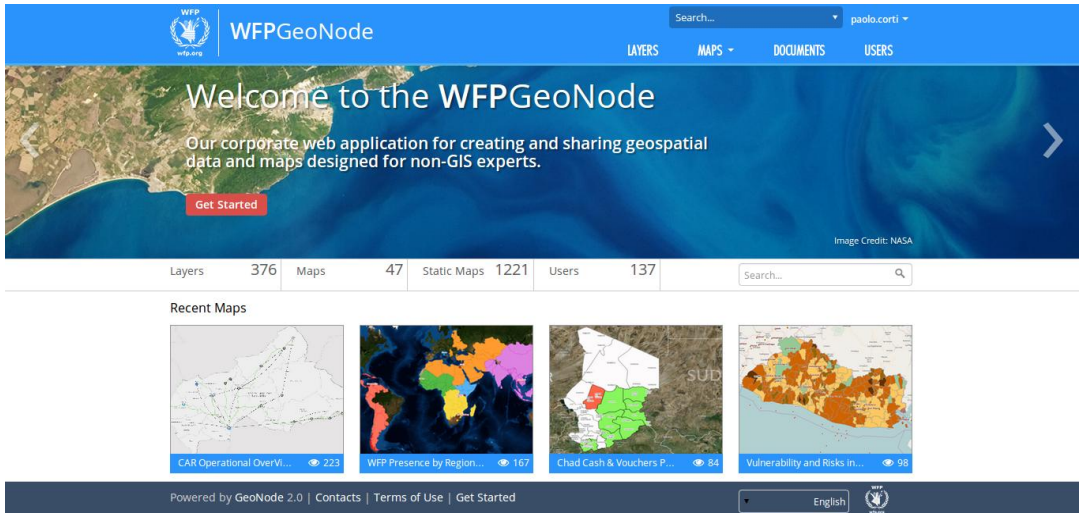 WFP
wfp.org
WFPGeoNode
Search...
paolo.corti
LAYERS
MAPS
DOCUMENTS
USERS
Welcome to the WFPGeoNode
Our corporate web application for creating and sharing geospatial
data and maps designed for non-GIS experts.
Get Started
Image Credit: NASA
Layers 376
Maps 47
Static Maps 1221
Users 137
Search...
Recent Maps
SUD
CAR Operational OverVi... 223
WFP Presence by Region... 167
Chad Cash & Vouchers P... 84
Vulnerability and Risks in... 98
Powered by GeoNode 2.0 | Contacts | Terms of Use | Get Started
English
WFP
wfp.org